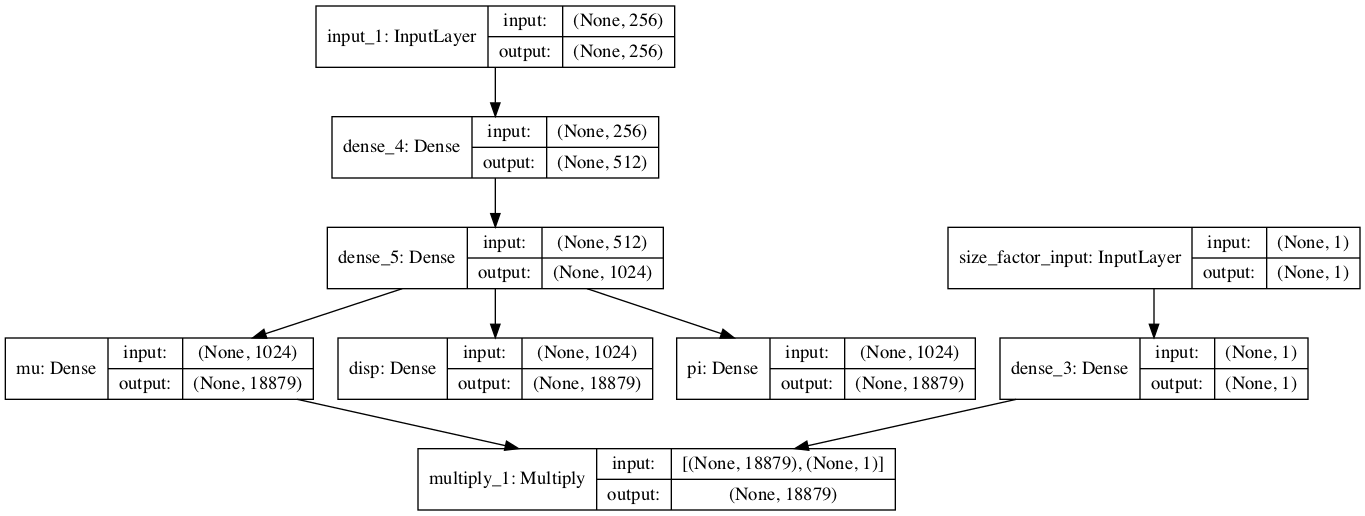 input_1: InputLayer
input:
(None, 256)
output:
(None, 256)
dense_4: Dense
input:
(None, 256)
output:
(None, 512)
dense_5: Dense
input:
(None, 512)
output:
(None, 1024)
size_factor_input: InputLayer
input:
(None, 1)
output:
(None, 1)
mu: Dense
input:
(None, 1024)
output:
(None, 18879)
disp: Dense
input:
(None, 1024)
output:
(None, 18879)
pi: Dense
input:
(None, 1024)
output:
(None, 18879)
dense_3: Dense
input:
(None, 1)
output:
(None, 1)
multiply_1: Multiply
input:
[(None, 18879), (None, 1)]
output:
(None, 18879)